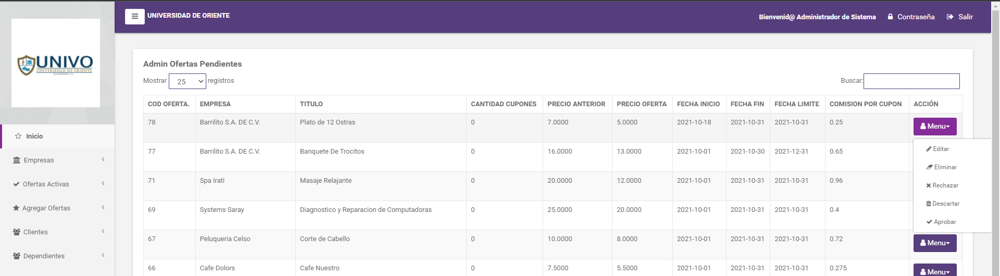 UNIVERSIDAD DE ORIENTE
Bienvenid@ Administrador de Sistema
Contraseña
Salir
UNIVO
UNIVERSIDAD DE ORIENTE
Inicio
Empresas
Ofertas Activas
Agregar Ofertas
Clientes
Dependientes
Admin Ofertas Pendientes
Mostrar 25 registros
Buscar:
COD OFERTA. EMPRESA TITULO CANTIDAD CUPONES PRECIO ANTERIOR PRECIO OFERTA FECHA INICIO FECHA FIN FECHA LIMITE COMISION POR CUPON ACCIÓN
78 Barrilito S.A. DE C.V. Plato de 12 Ostras 0 7.0000 5.0000 2021-10-18 2021-10-31 2021-10-31 0.25 Menu
77 Barrilito S.A. DE C.V. Banquete De Trocitos 0 16.0000 13.0000 2021-10-01 2021-10-30 2021-12-31 0.65
71 Spa Irati Masaje Relajante 0 20.0000 12.0000 2021-10-01 2021-10-31 2021-10-31 0.96
69 Systems Saray Diagnostico y Reparacion de Computadoras 0 25.0000 20.0000 2021-10-01 2021-10-31 2021-10-31 0.4
67 Peluqueria Celso Corte de Cabello 0 10.0000 8.0000 2021-10-01 2021-10-31 2021-10-31 0.72 Menu
66 Cafe Dolors Cafe Nuestro 0 7.5000 5.5000 2021-10-01 2021-10-31 2021-10-31 0.275 Menu
Editar
Eliminar
Rechazar
Descartar
Aprobar